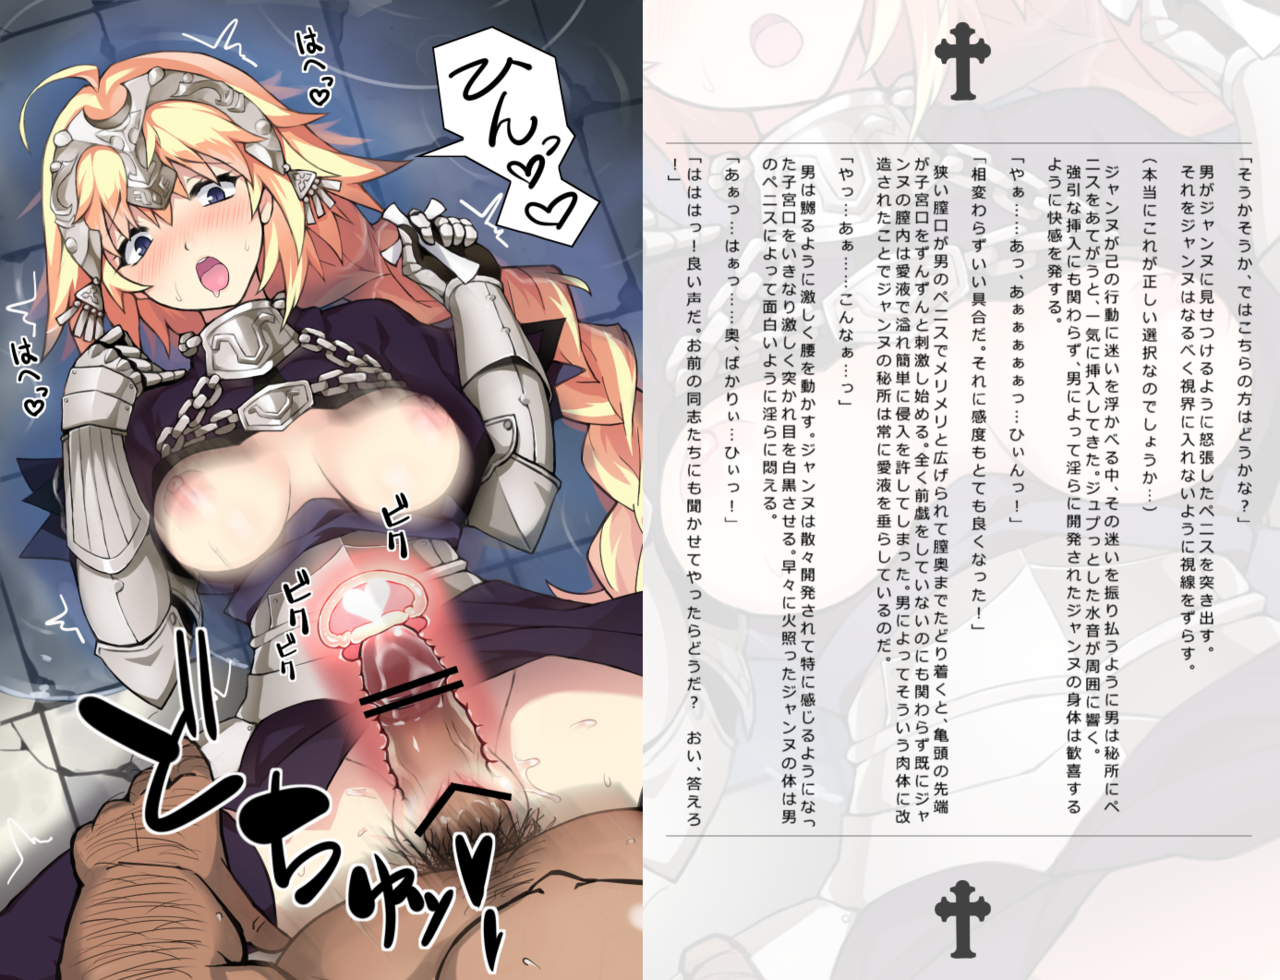 はへっ♡
ひんっ♡♡
はへっ♡
ビクッ
ビクッ
ビクッ
どちゅッ♥
「そうかそうか、ではこちらの方はどうかな?」
男がジャンヌに見せつけるように怒張したペニスを突き出す。
それをジャンヌはなるべく視界に入れないように視線をずらす。
(本当にこれが正しい選択なのでしょうか…)
ジャンヌが己の行動に迷いを浮かべる中、その迷いを振り払うように男は秘所にペ
ニスをあてがうと、一気に挿入してきた。ジュプっとした水音が周囲に響く。
強引な挿入にも関わらず、男によって淫らに開発されたジャンヌの身体は歓喜する
ように快感を発する。
「やぁ……あっ、あぁぁぁぁぁっ…ひぃんっ!」
「相変わらずいい具合だ。それに感度もとても良くなった!」
狭い膣口が男のペニスでメリメリと広げられて膣奥までたどり着くと、亀頭の先端
が子宮口をずんずんと刺激し始める。全く前戯をしていないのにも関わらず既にジャ
ンヌの膣内は愛液で溢れ簡単に侵入を許してしまった。男によってそういう肉体に改
造されたことでジャンヌの秘所は常に愛液を垂らしているのだ。
「やっ…あぁ……こんなぁ…っ」
男は嬲るように激しく腰を動かす。ジャンヌは散々開発されて特に感じるようになっ
た子宮口をいきなり激しく突かれ目を白黒させる。早々に火照ったジャンヌの体は男
のペニスによって面白いように淫らに悶える。
「あぁっ…はぁっ……奥、ばかりぃ…ひぃっ!」
「はははっ!良い声だ。お前の同志たちにも聞かせてやったらどうだ? おい、答えろ
!」